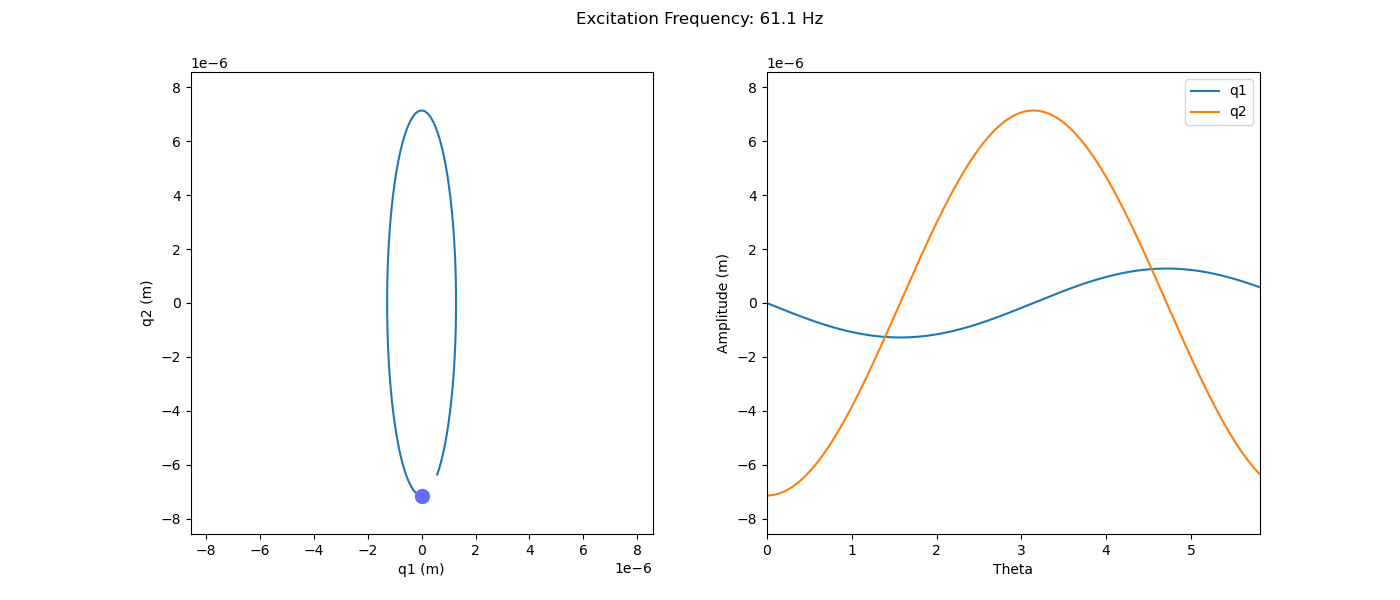 Excitation Frequency: 61.1 Hz
1e−6
8
6
4
2
0
−2
−4
−6
−8
q2 (m)
−8 −6 −4 −2 0 2 4 6 8
q1 (m)
1e−6
1e−6
8
6
4
2
0
−2
−4
−6
−8
Amplitude (m)
0 1 2 3 4 5
Theta
q1
q2